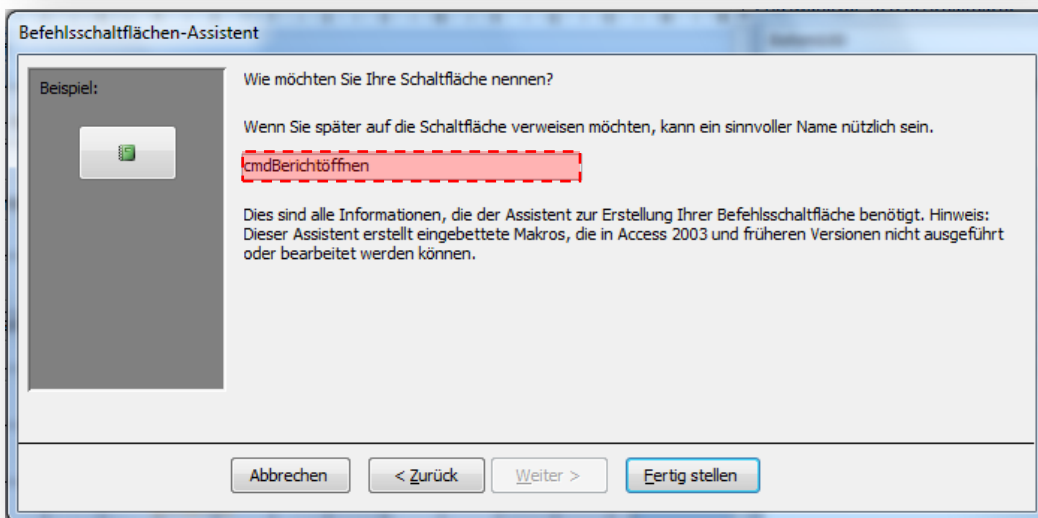 Befehlsschaltflächen-Assistent
Beispiel:
Wie möchten Sie Ihre Schaltfläche nennen?
Wenn Sie später auf die Schaltfläche verweisen möchten, kann ein sinnvoller Name nützlich sein.
cmdBerichtöffnen
Dies sind alle Informationen, die der Assistent zur Erstellung Ihrer Befehlsschaltfläche benötigt. Hinweis:
Dieser Assistent erstellt eingebettete Makros, die in Access 2003 und früheren Versionen nicht ausgeführt
oder bearbeitet werden können.
Abbrechen
< Zurück
Weiter >
Fertig stellen